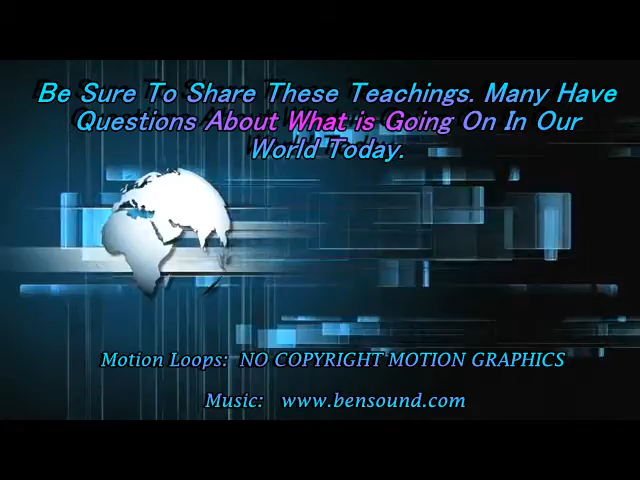 Be Sure To Share These Teachings. Many Have
Questions About What is Going On In Our
World Today.
Motion Loops: NO COPYRIGHT MOTION GRAPHICS
Music: www.bensound.com